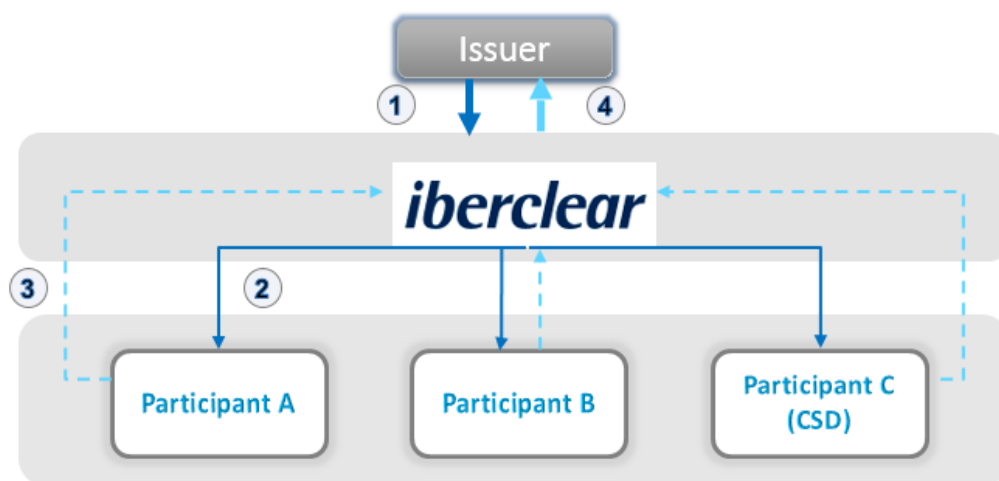 Issuer
1
4
iberclear
3
2
Participant A
Participant B
Participant C
(CSD)